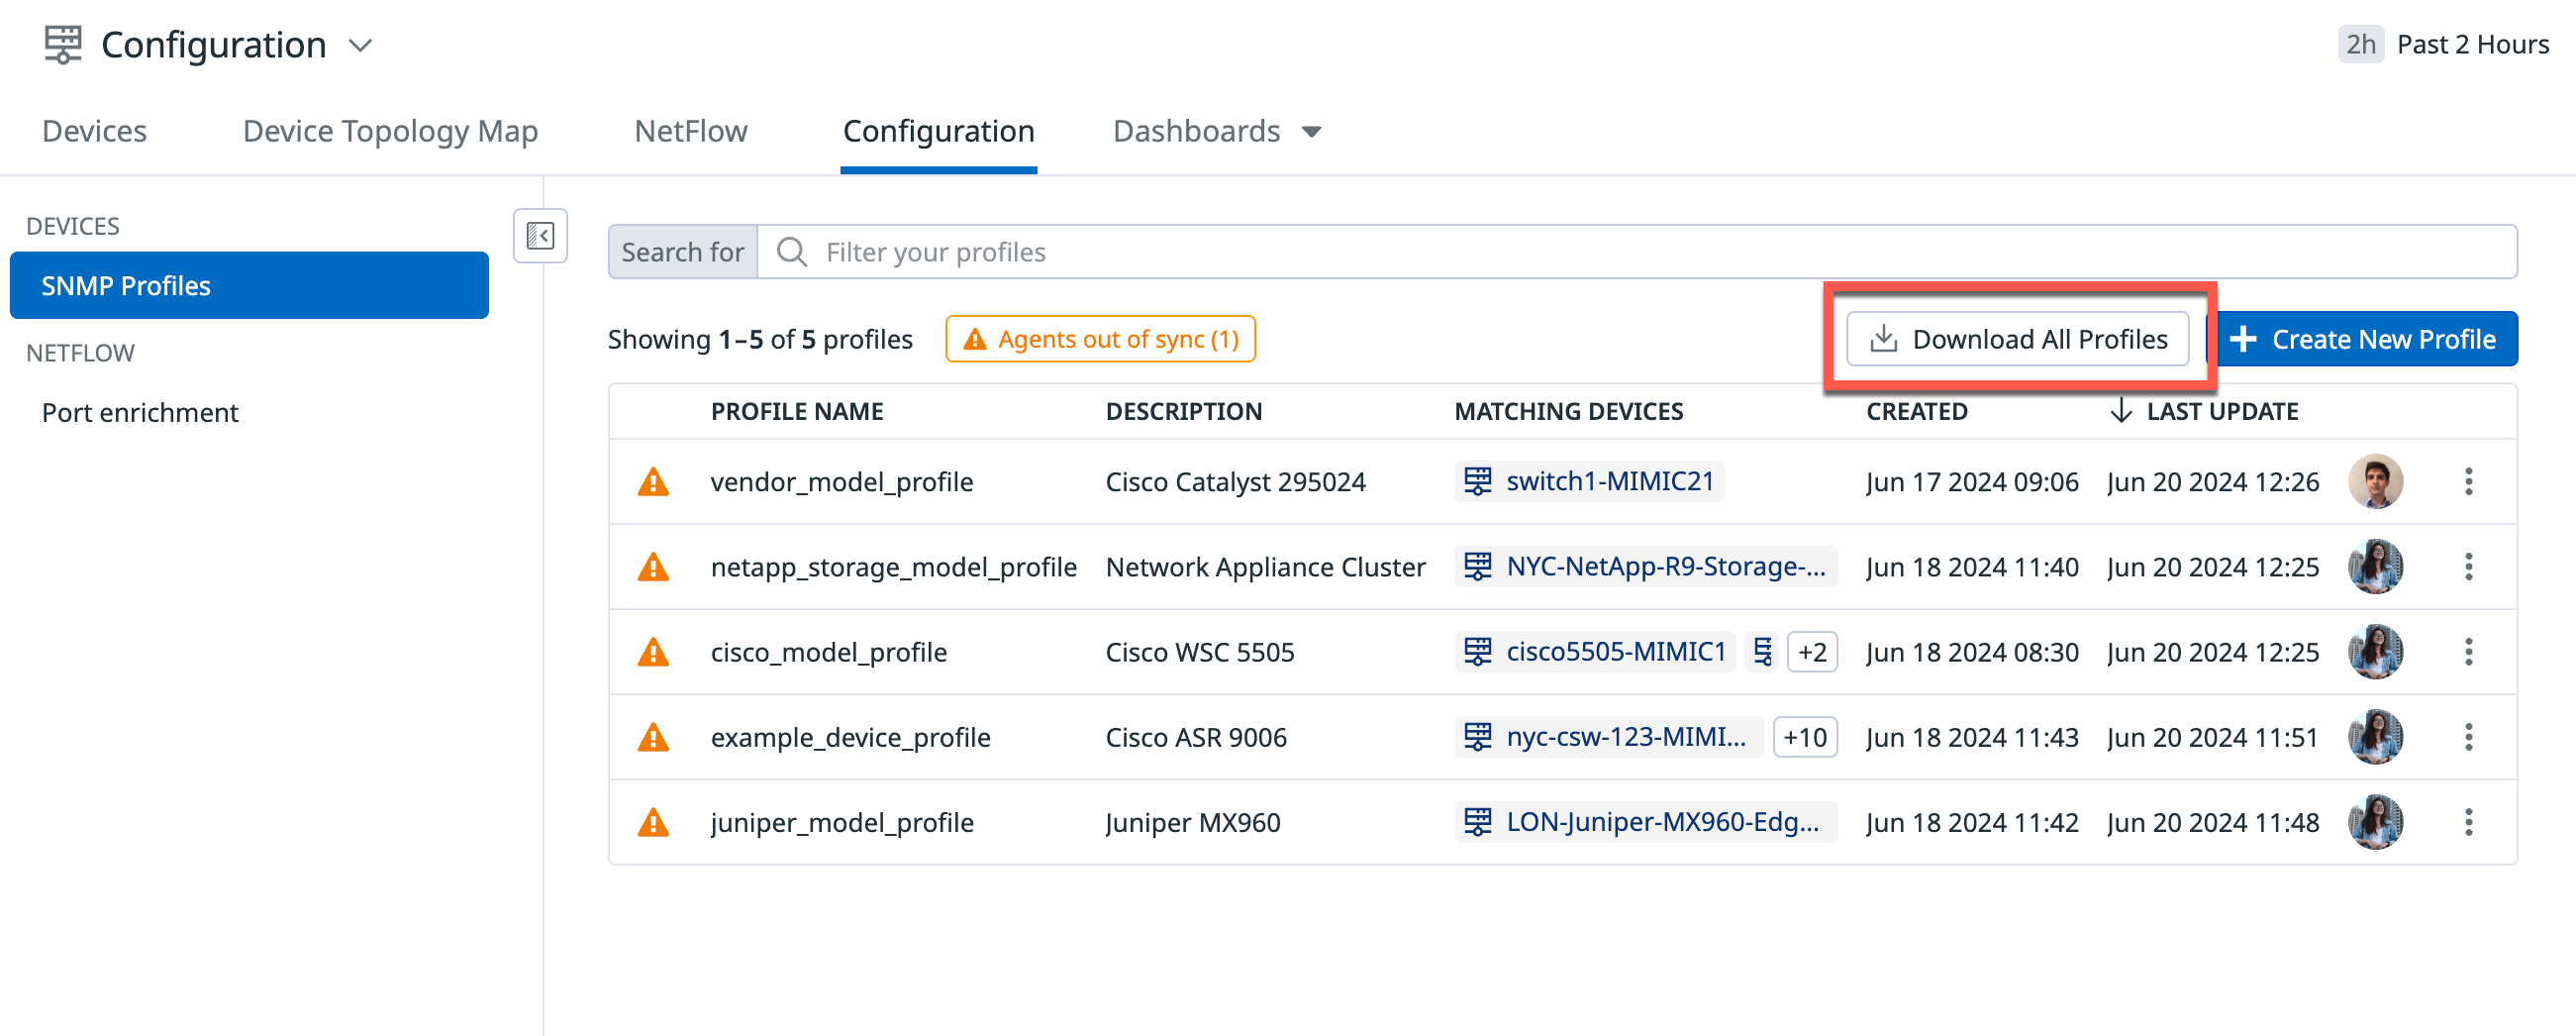 Configuration
2h Past 2 Hours
Devices Device Topology Map NetFlow Configuration Dashboards
DEVICES
SNMP Profiles
NETFLOW
Port enrichment
Search for Filter your profiles
Showing 1–5 of 5 profiles Agents out of sync (1) Download All Profiles Create New Profile
PROFILE NAME DESCRIPTION MATCHING DEVICES CREATED LAST UPDATE
vendor_model_profile Cisco Catalyst 295024 switch1-MIMIC21 Jun 17 2024 09:06 Jun 20 2024 12:26
netapp_storage_model_profile Network Appliance Cluster NYC-NetApp-R9-Storage-... Jun 18 2024 11:40 Jun 20 2024 12:25
cisco_model_profile Cisco WSC 5505 cisco5505-MIMIC1 +2 Jun 18 2024 08:30 Jun 20 2024 12:25
example_device_profile Cisco ASR 9006 nyc-csw-123-MIMI... +10 Jun 18 2024 11:43 Jun 20 2024 11:51
juniper_model_profile Juniper MX960 LON-Juniper-MX960-Edg... Jun 18 2024 11:42 Jun 20 2024 11:48